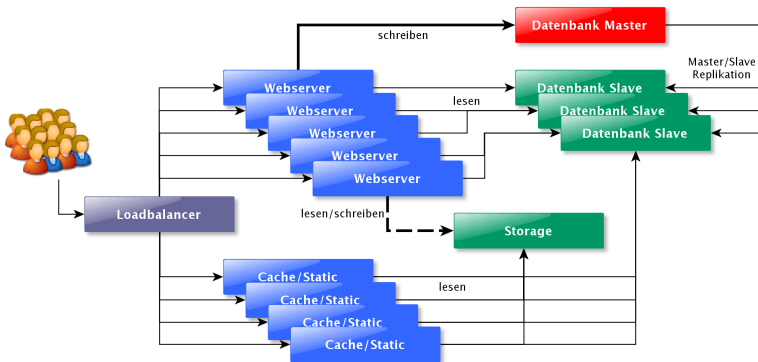 schreiben
Datenbank Master
Master/Slave
Replikation
Webserver
Datenbank Slave
lesen
Webserver
Datenbank Slave
Webserver
Datenbank Slave
Webserver
Webserver
Loadbalancer
lesen/schreiben
Storage
Cache/Static
lesen
Cache/Static
Cache/Static
Cache/Static